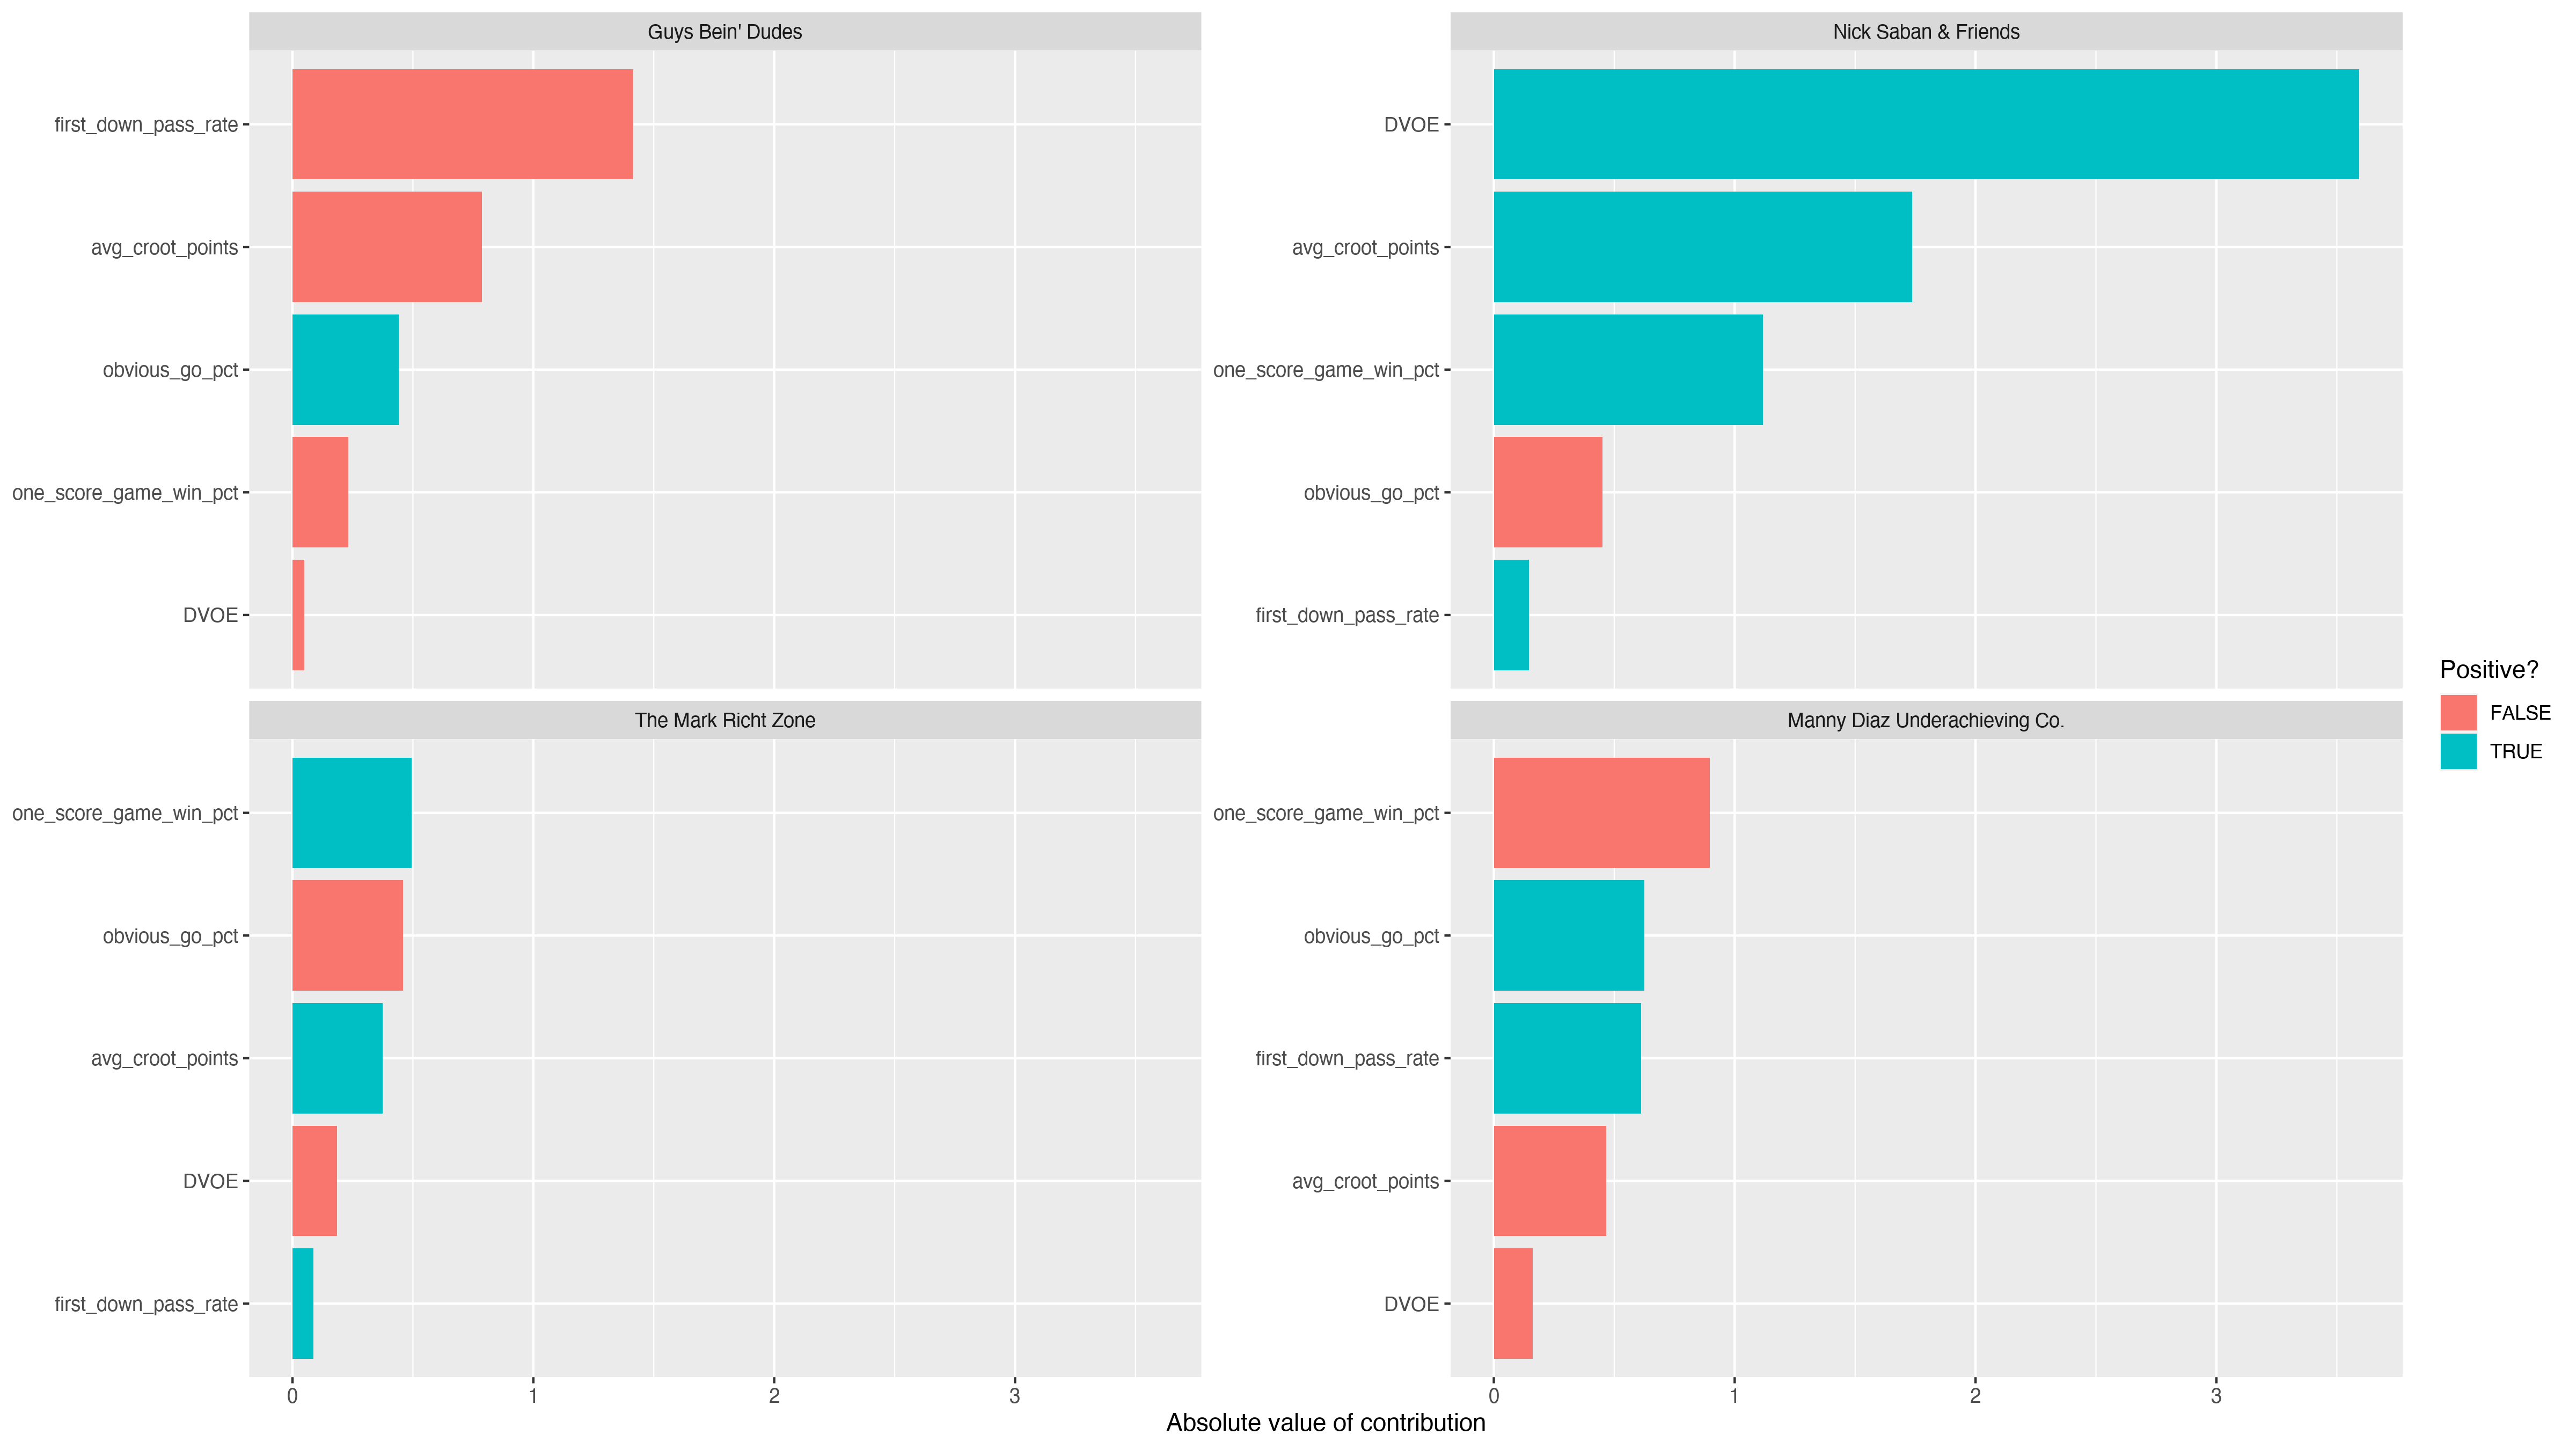 Guys Bein' Dudes
first_down_pass_rate
avg_croot_points
obvious_go_pct
one_score_game_win_pct
DVOE
Nick Saban & Friends
DVOE
avg_croot_points
one_score_game_win_pct
obvious_go_pct
first_down_pass_rate
The Mark Richt Zone
one_score_game_win_pct
obvious_go_pct
avg_croot_points
DVOE
first_down_pass_rate
0 1 2 3
Manny Diaz Underachieving Co.
one_score_game_win_pct
obvious_go_pct
first_down_pass_rate
avg_croot_points
DVOE
0 1 2 3
Absolute value of contribution
Positive?
FALSE
TRUE